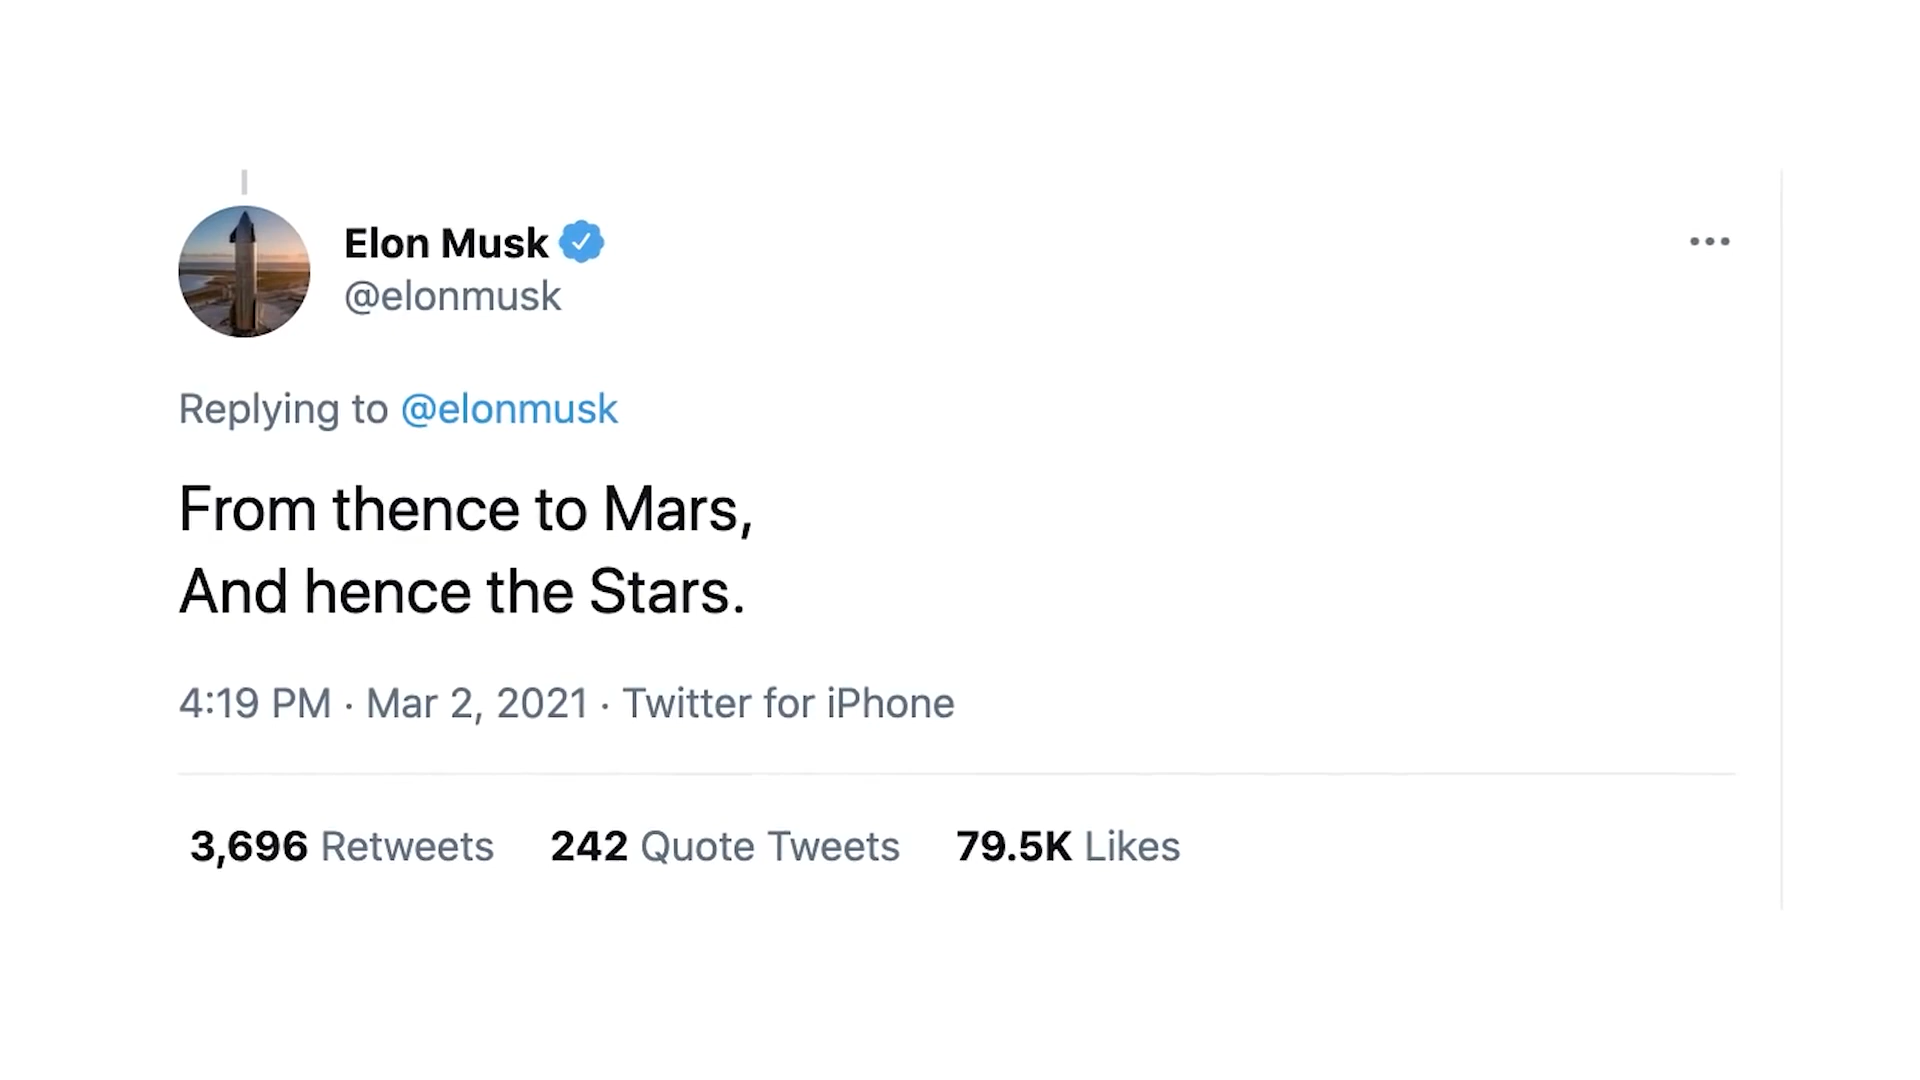 Elon Musk
@elonmusk
Replying to @elonmusk
From thence to Mars,
And hence the Stars.
4:19 PM · Mar 2, 2021 · Twitter for iPhone
3,696 Retweets 242 Quote Tweets 79.5K Likes